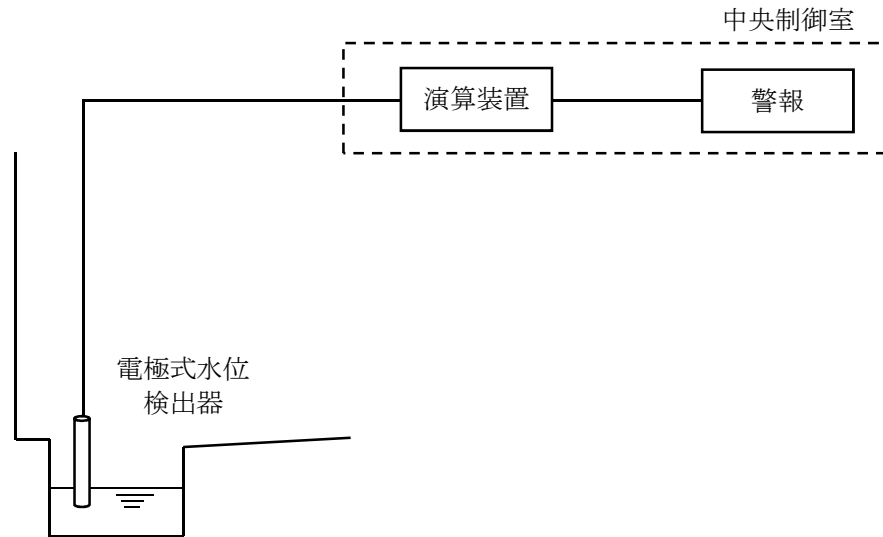 中央制御室
演算装置
警報
電極式水位
検出器